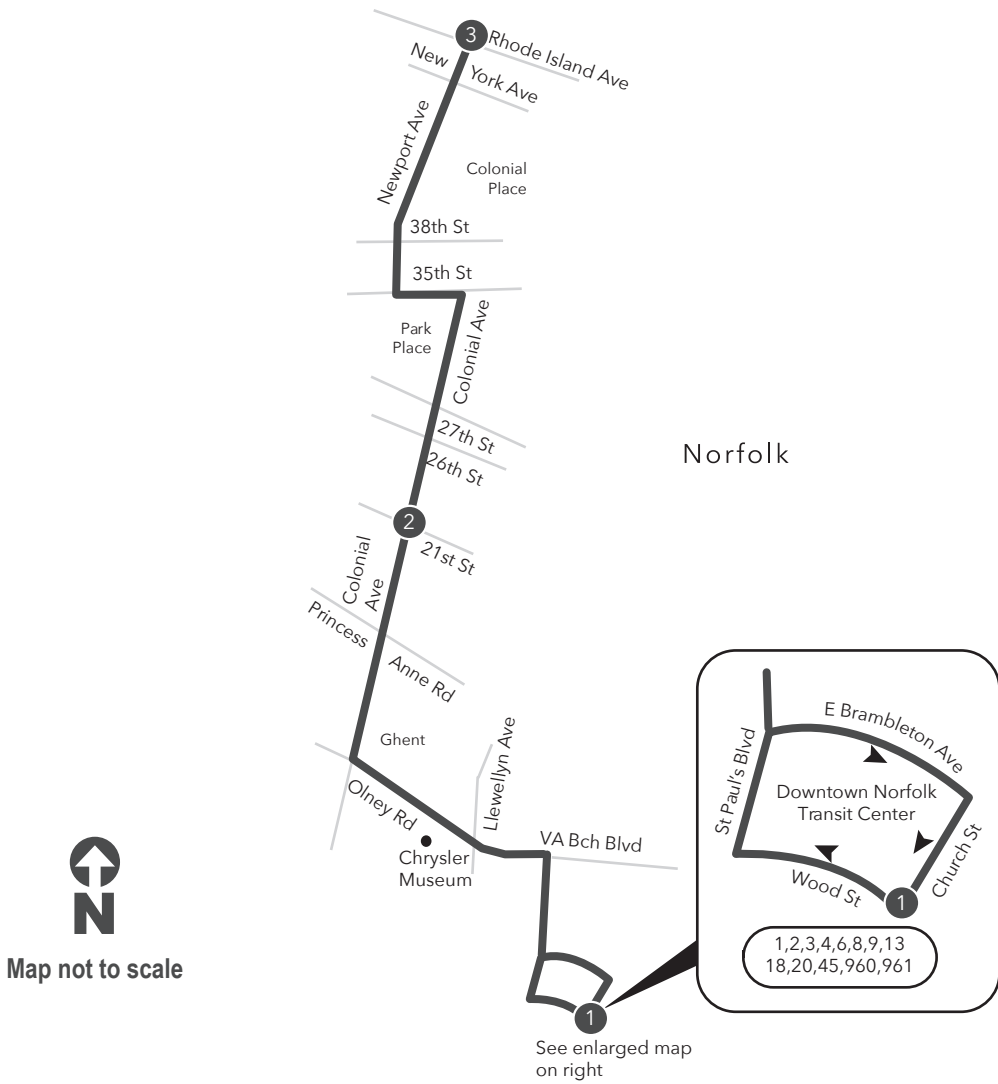 3
Rhode Island Ave
New York Ave
Newport Ave
Colonial
Place
38th St
35th St
Park
Place
Colonial Ave
27th St
26th St
Norfolk
2
21st St
Colonial
Ave
Princess Anne Rd
Ghent
Olney Rd
Llewellyn Ave
Chrysler
Museum
VA Bch Blvd
1
See enlarged map
on right
N
Map not to scale
E Brambleton Ave
St Paul's Blvd
Downtown Norfolk
Transit Center
Church St
Wood St
1
1,2,3,4,6,8,9,13
18,20,45,960,961